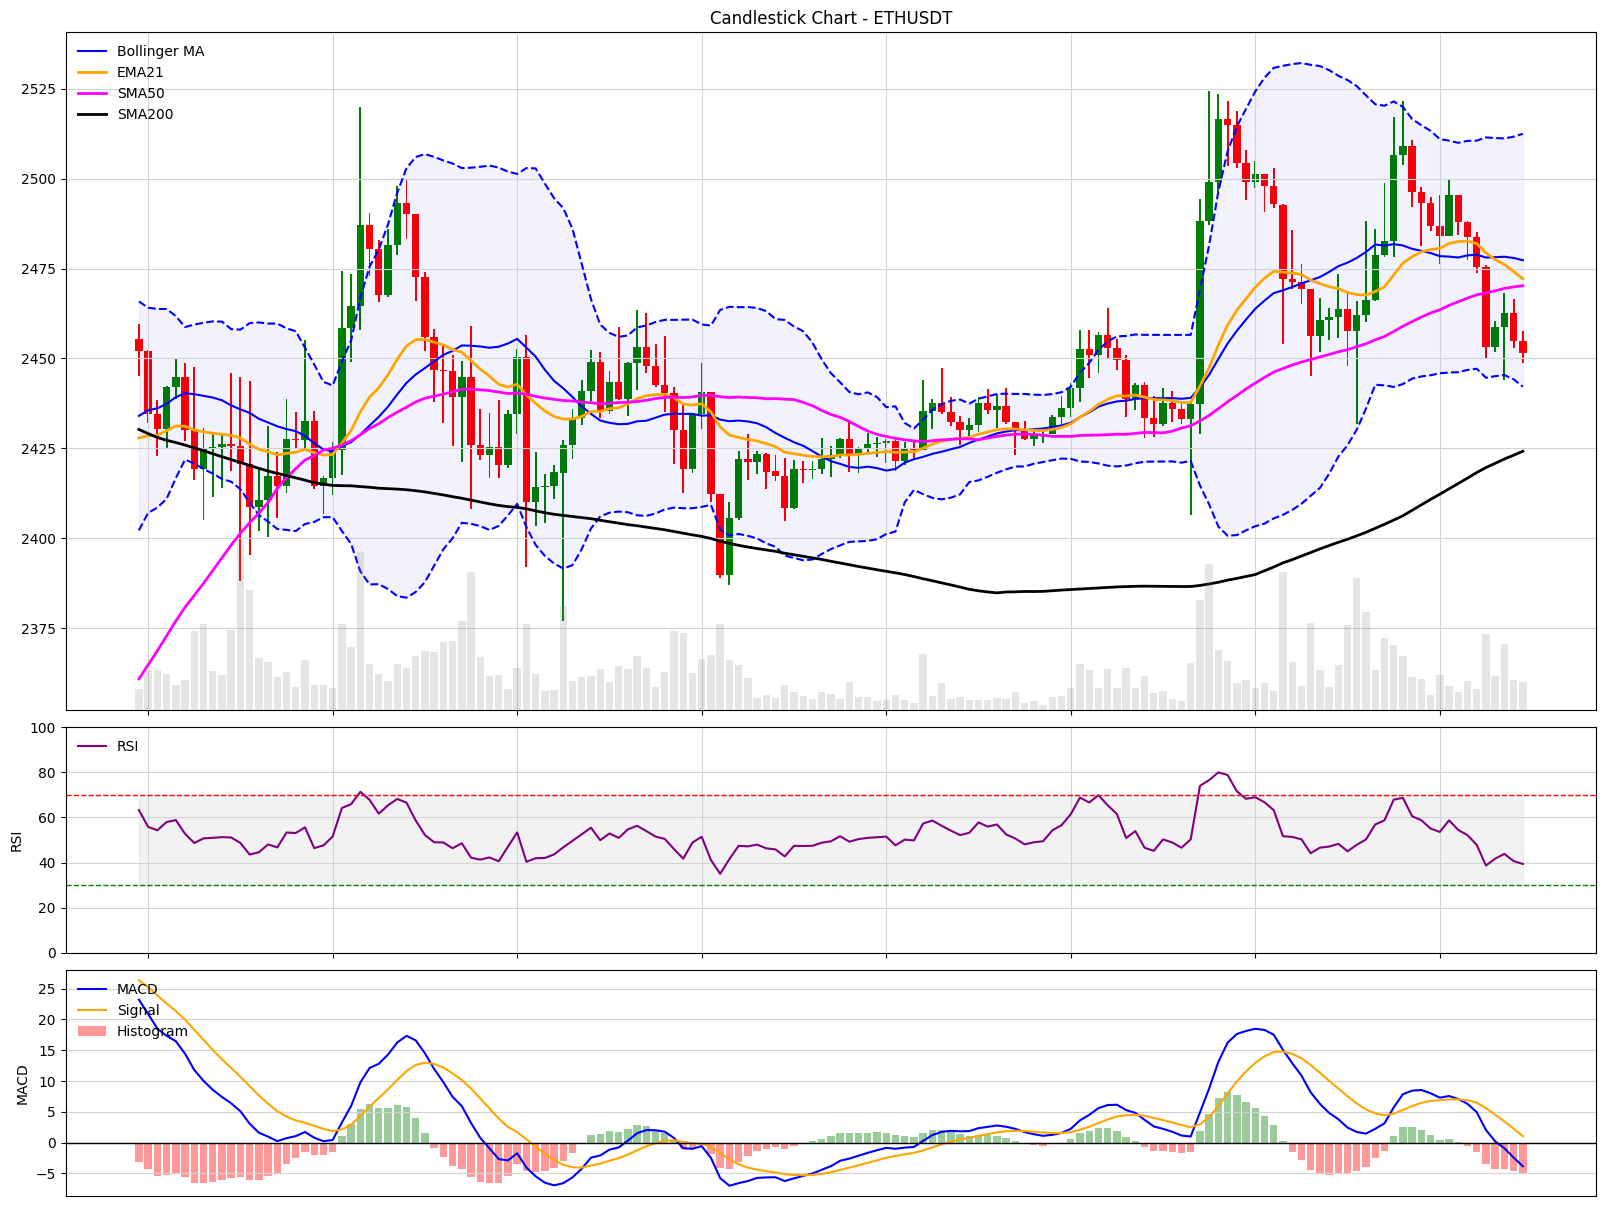 Candlestick Chart - ETHUSDT
Bollinger MA
EMA21
SMA50
SMA200
2525
2500
2475
2450
2425
2400
2375
100
80
60
40
20
0
RSI
RSI
25
20
15
10
5
0
−5
MACD
MACD
Signal
Histogram